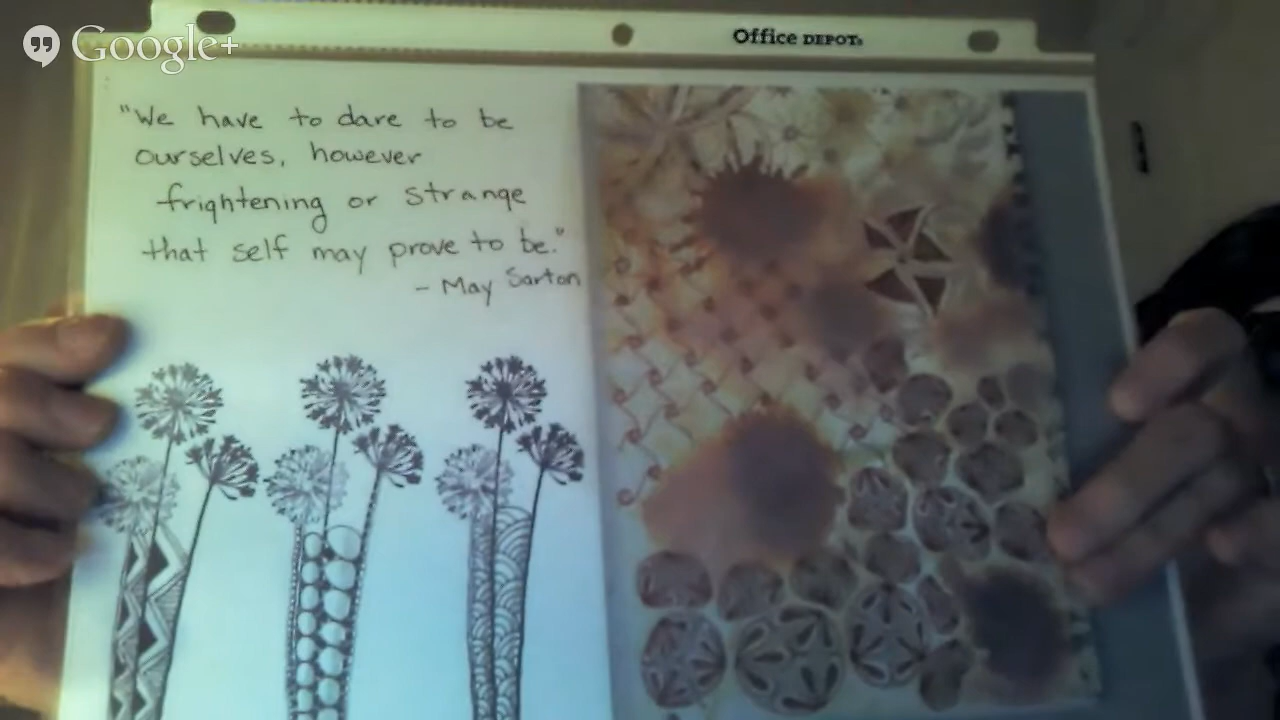 Google+
Office DEPOT
"We have to dare to be
ourselves, however
frightening or strange
that self may prove to be."
- May Sarton